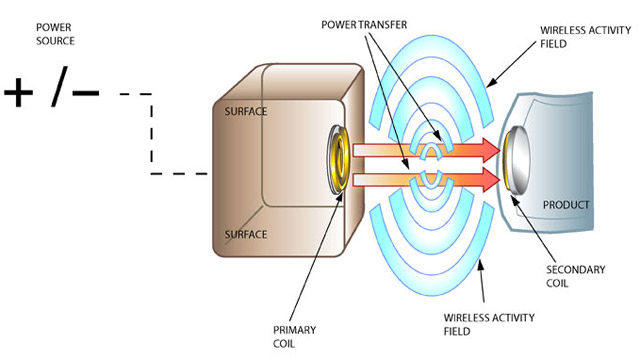 POWER
SOURCE
+ / –
POWER TRANSFER
WIRELESS ACTIVITY
FIELD
SURFACE
SURFACE
PRODUCT
SECONDARY
COIL
WIRELESS ACTIVITY
FIELD
PRIMARY
COIL